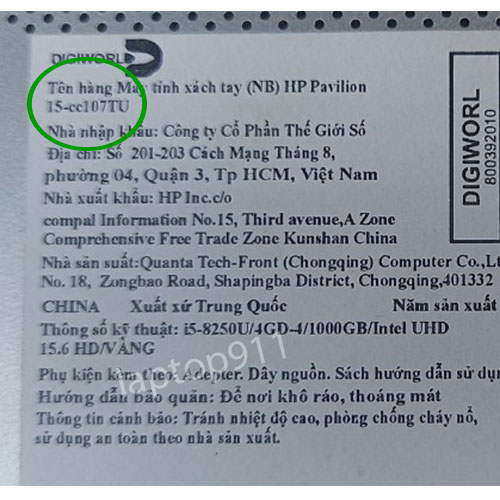 DIGIWORL
Tên hàng Máy tính xách tay (NB) HP Pavilion
15-cc107TU
Nhà nhập khẩu: Công ty Cổ Phần Thế Giới Số
Địa chỉ: Số 201-203 Cách Mạng Tháng 8,
phường 04, Quận 3, Tp HCM, Việt Nam
Nhà xuất khẩu: HP Inc.c/o
compal Information No.15, Third avenue,A Zone
Comprehensive Free Trade Zone Kunshan China
Nhà sản suất:Quanta Tech-Front (Chongqing) Computer Co.,Lt
No. 18, Zongbao Road, Shapingba District, Chongqing,401332
CHINA Xuất xứ Trung Quốc Năm sản xuất
Thông số kỹ thuật: i5-8250U/4GD-4/1000GB/Intel UHD
15.6 HD/VÀNG
Phụ kiện kèm theo: Adepter. Dây nguồn. Sách hướng dẫn sử dụ
Hướng dẫn bảo quản: Để nơi khô ráo, thoáng mát
Thông tin cảnh báo: Tránh nhiệt độ cao, phòng chống cháy nổ,
sử dụng an toàn theo nhà sản xuất.
DIGIWORL
800392010
laptop911